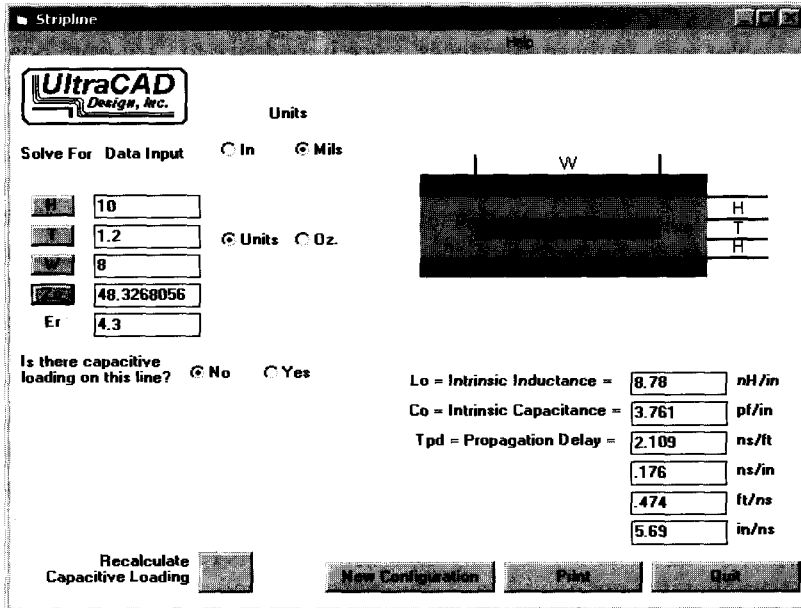 Stripline
Help
UltraCAD
Design, Inc.
Units
Solve For Data Input
In
Mils
W
H
10
H
T
1.2
Units
Oz.
T
W
8
H
48.3268056
Er
4.3
Is there capacitive
loading on this line?
No
Yes
Lo = Intrinsic Inductance =
8.78
nH/in
Co = Intrinsic Capacitance =
3.761
pf/in
Tpd = Propagation Delay =
2.109
ns/ft
.176
ns/in
.474
ft/ns
5.69
in/ns
Recalculate
Capacitive Loading
New Configuration
Print
Quit